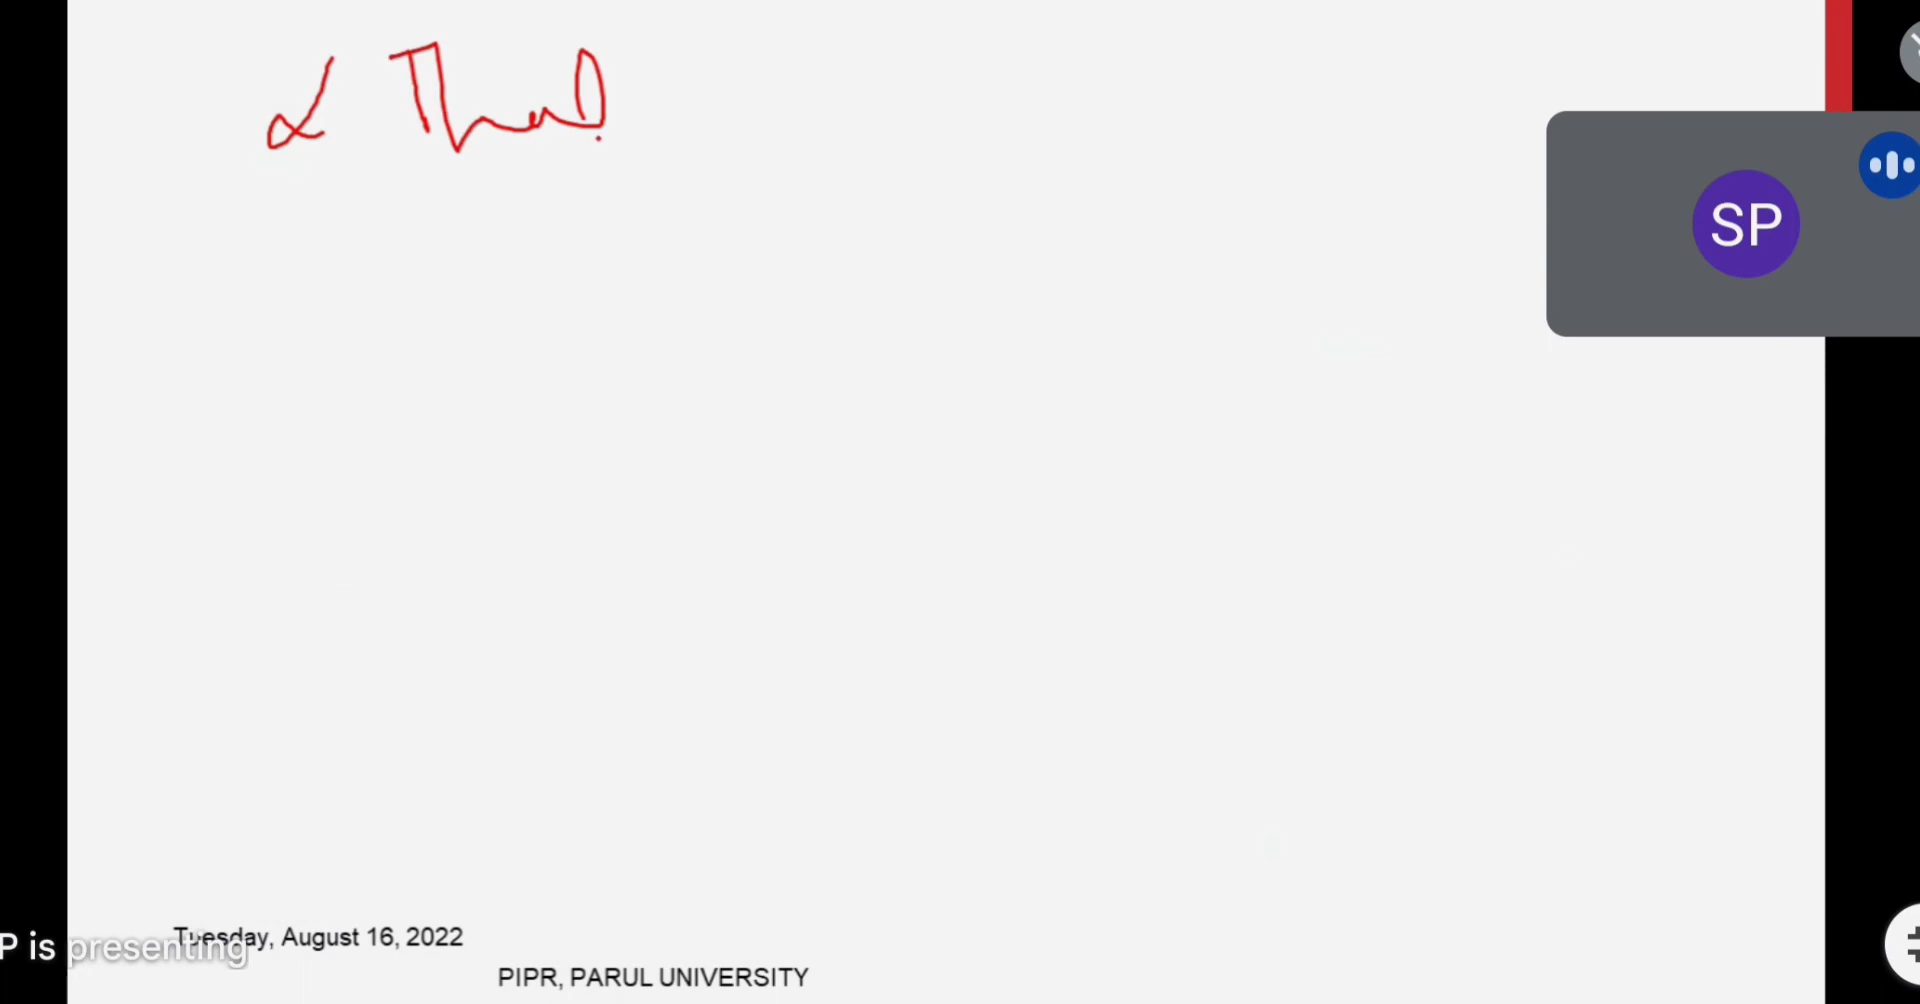 α Thal
SP
P is presenting
Tuesday, August 16, 2022
PIPR, PARUL UNIVERSITY